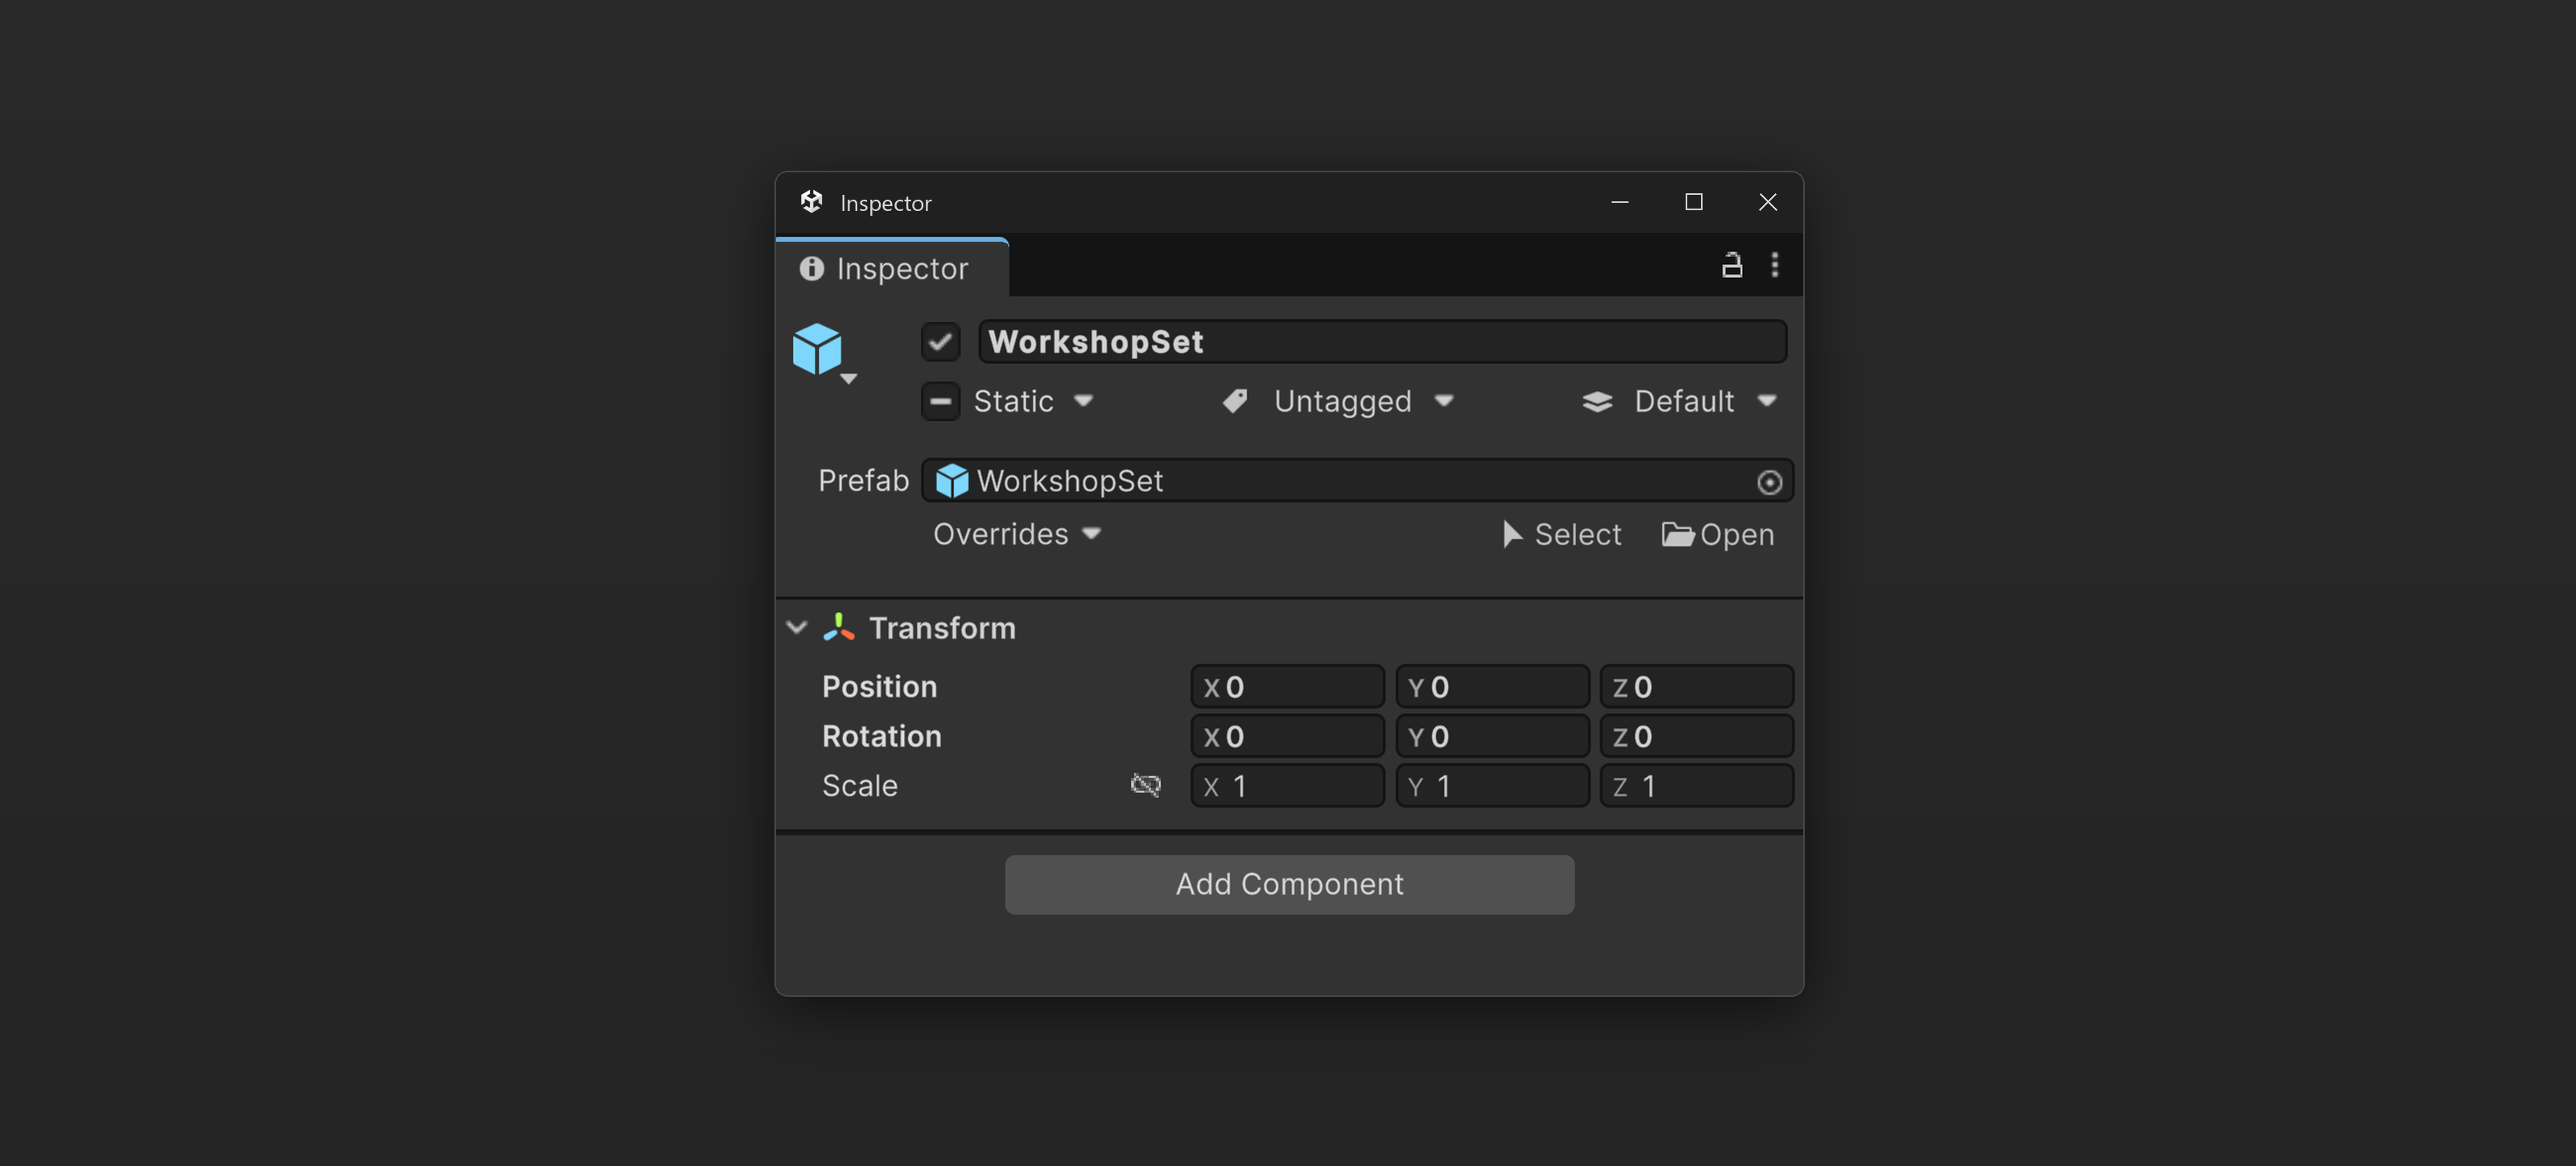 Inspector
Inspector
WorkshopSet
Static Untagged Default
Prefab WorkshopSet
Overrides Select Open
Transform
Position X 0 Y 0 Z 0
Rotation X 0 Y 0 Z 0
Scale X 1 Y 1 Z 1
Add Component